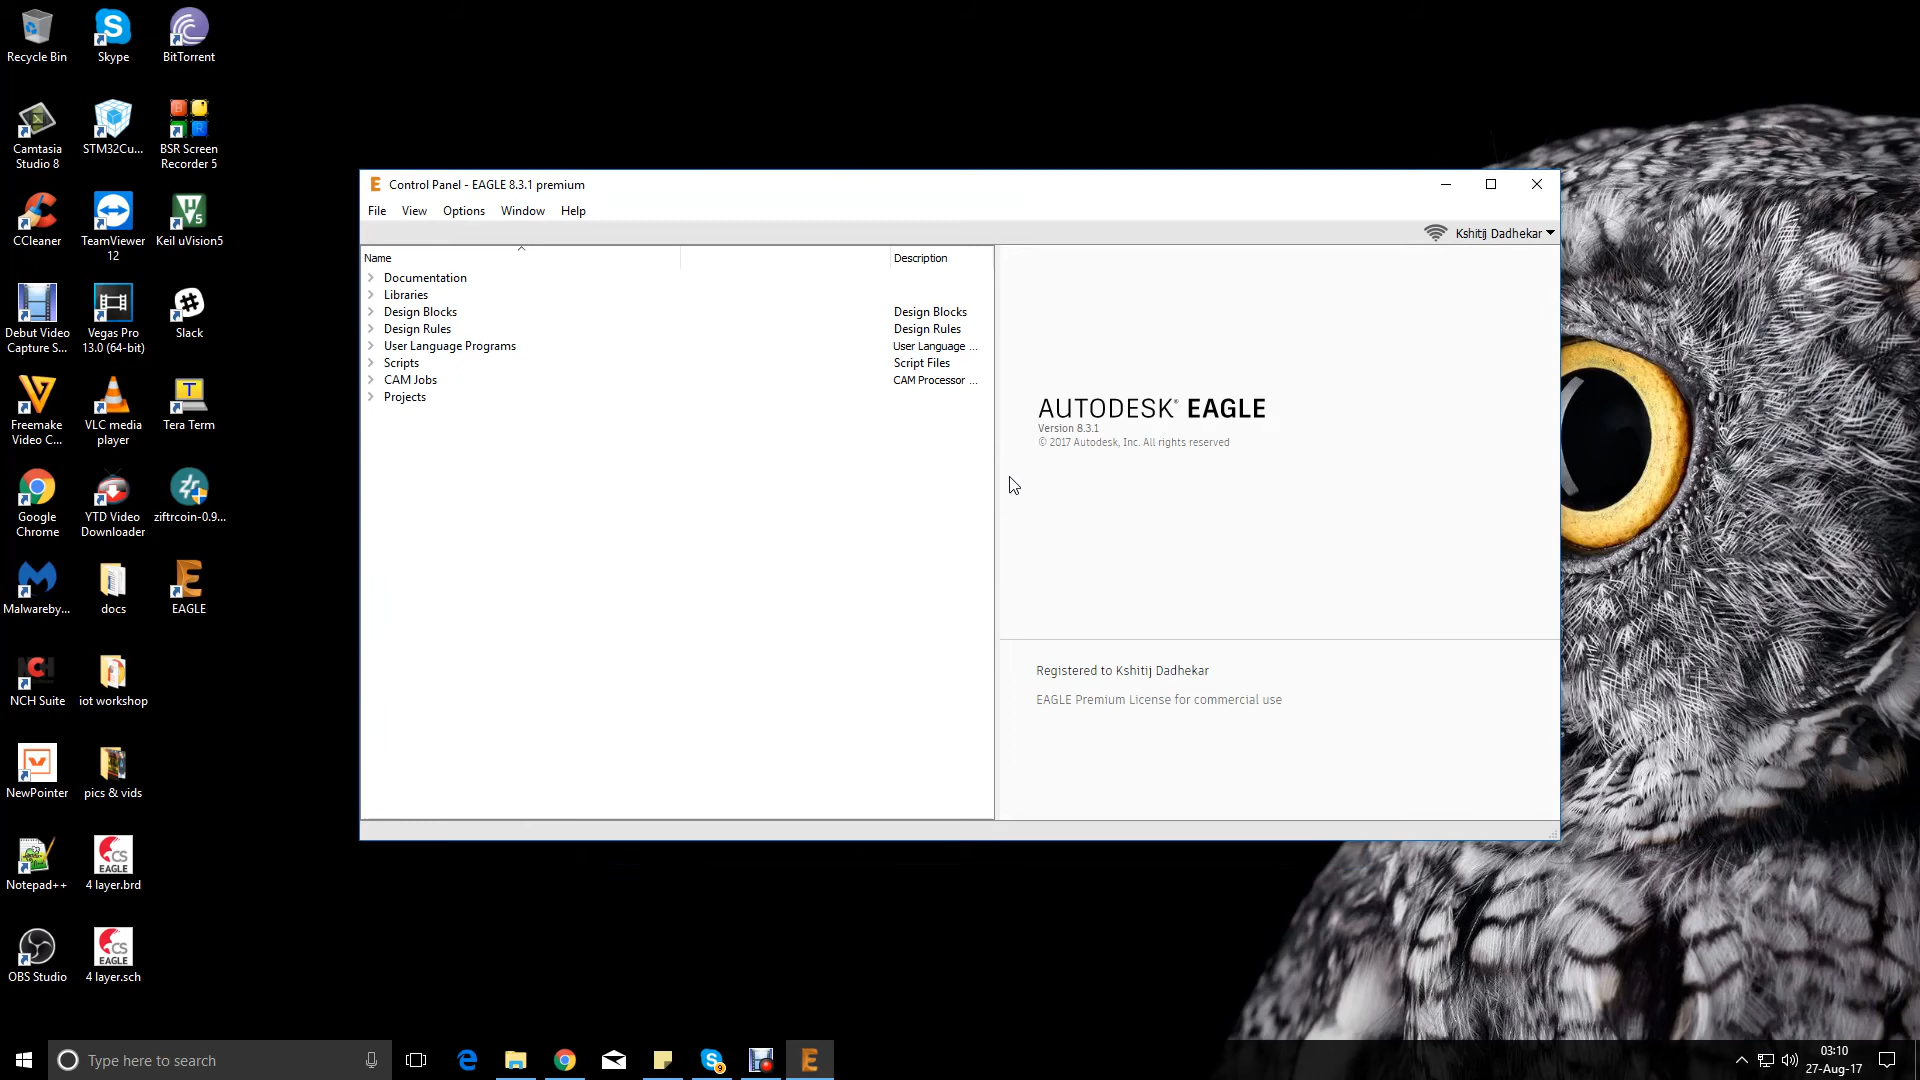 Recycle Bin
Skype
BitTorrent
Camtasia
Studio 8
STM32Cu...
BSR Screen
Recorder 5
CCleaner
TeamViewer
12
Keil uVision5
Debut Video
Capture S...
Vegas Pro
13.0 (64-bit)
Slack
Freemake
Video C...
VLC media
player
T
Tera Term
Google
Chrome
YTD Video
Downloader
ziftrcoin-0.9...
Malwareby...
docs
EAGLE
NCH
NCH Suite
iot workshop
NewPointer
pics & vids
Notepad++
CS
EAGLE
4 layer.brd
OBS Studio
CS
EAGLE
4 layer.sch
Control Panel - EAGLE 8.3.1 premium
File View Options Window Help
Kshitij Dadhekar
Name Description
Documentation
Libraries
Design Blocks Design Blocks
Design Rules Design Rules
User Language Programs User Language ...
Scripts Script Files
CAM Jobs CAM Processor ...
Projects
AUTODESK® EAGLE
Version 8.3.1
© 2017 Autodesk, Inc. All rights reserved
Registered to Kshitij Dadhekar
EAGLE Premium License for commercial use
Type here to search
9
03:10
27-Aug-17